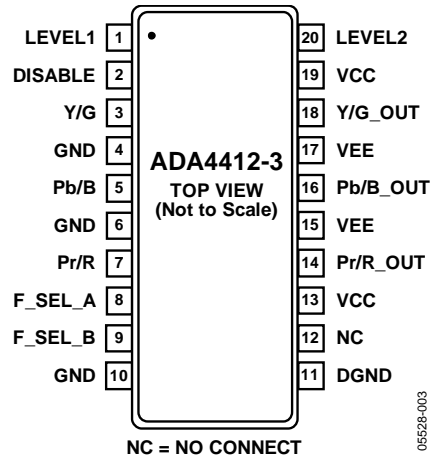 LEVEL1 1 20 LEVEL2
DISABLE 2 19 VCC
Y/G 3 18 Y/G_OUT
GND 4 17 VEE
Pb/B 5 16 Pb/B_OUT
GND 6 15 VEE
Pr/R 7 14 Pr/R_OUT
F_SEL_A 8 13 VCC
F_SEL_B 9 12 NC
GND 10 11 DGND
ADA4412-3
TOP VIEW
(Not to Scale)
NC = NO CONNECT
05528-003